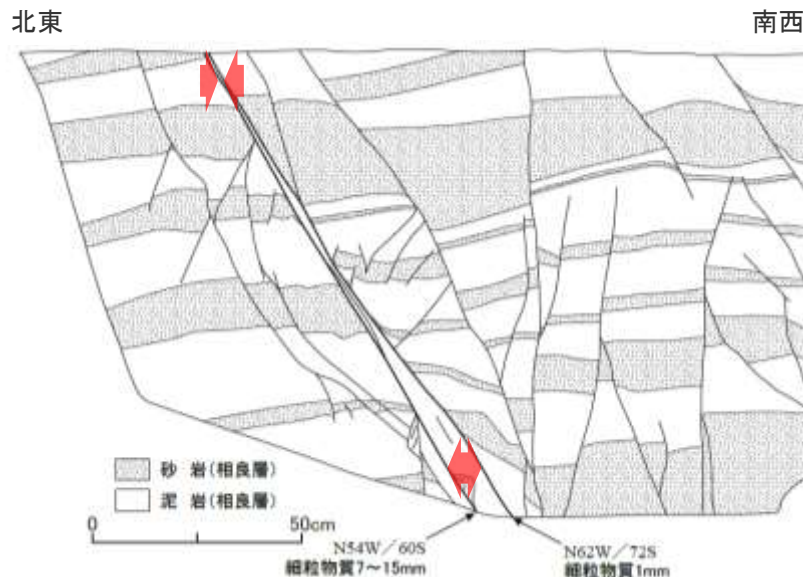 北東
南西
砂 岩(相良層)
泥 岩(相良層)
0
50cm
N54W/60S
細粒物質7～15mm
N62W/72S
細粒物質1mm